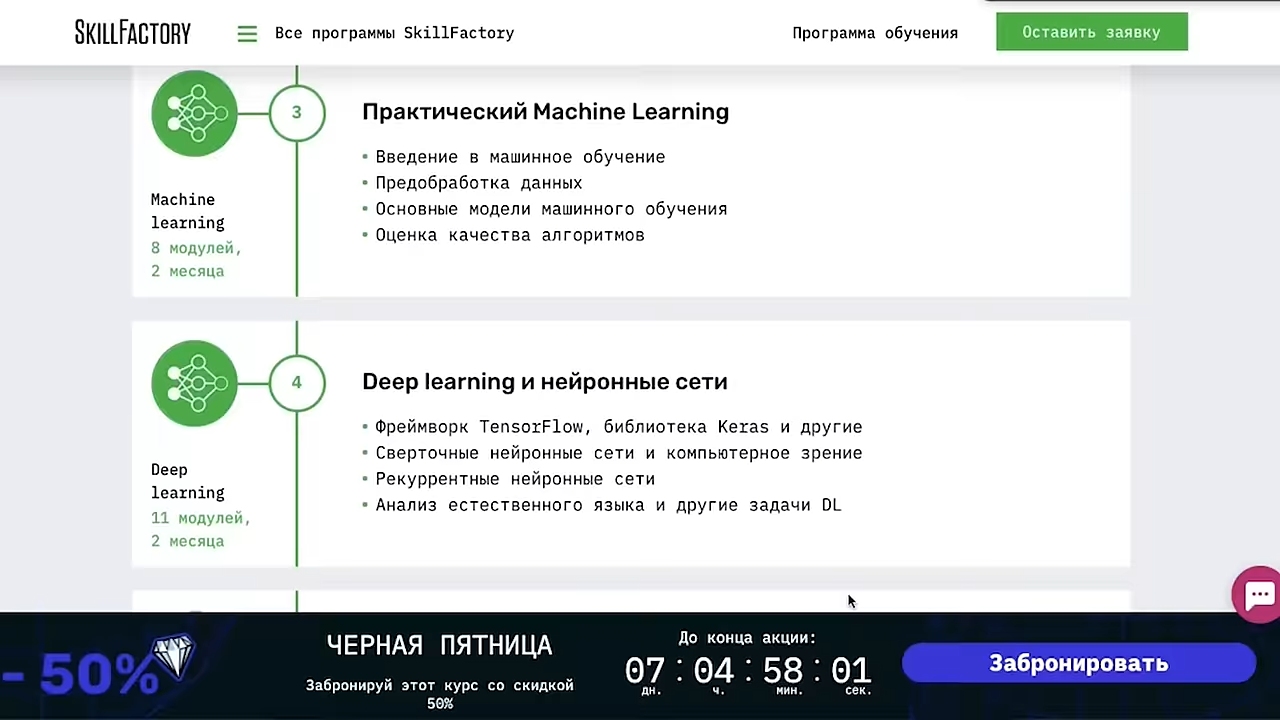 SKILLFACTORY
Все программы SkillFactory
Программа обучения
Оставить заявку
3
Практический Machine Learning
• Введение в машинное обучение
• Предобработка данных
• Основные модели машинного обучения
• Оценка качества алгоритмов
Machine
learning
8 модулей,
2 месяца
4
Deep learning и нейронные сети
• Фреймворк TensorFlow, библиотека Keras и другие
• Сверточные нейронные сети и компьютерное зрение
• Рекуррентные нейронные сети
• Анализ естественного языка и другие задачи DL
Deep
learning
11 модулей,
2 месяца
- 50%
ЧЕРНАЯ ПЯТНИЦА
Забронируй этот курс со скидкой
50%
До конца акции:
07 : 04 : 58 : 01
дн. ч. мин. сек.
Забронировать